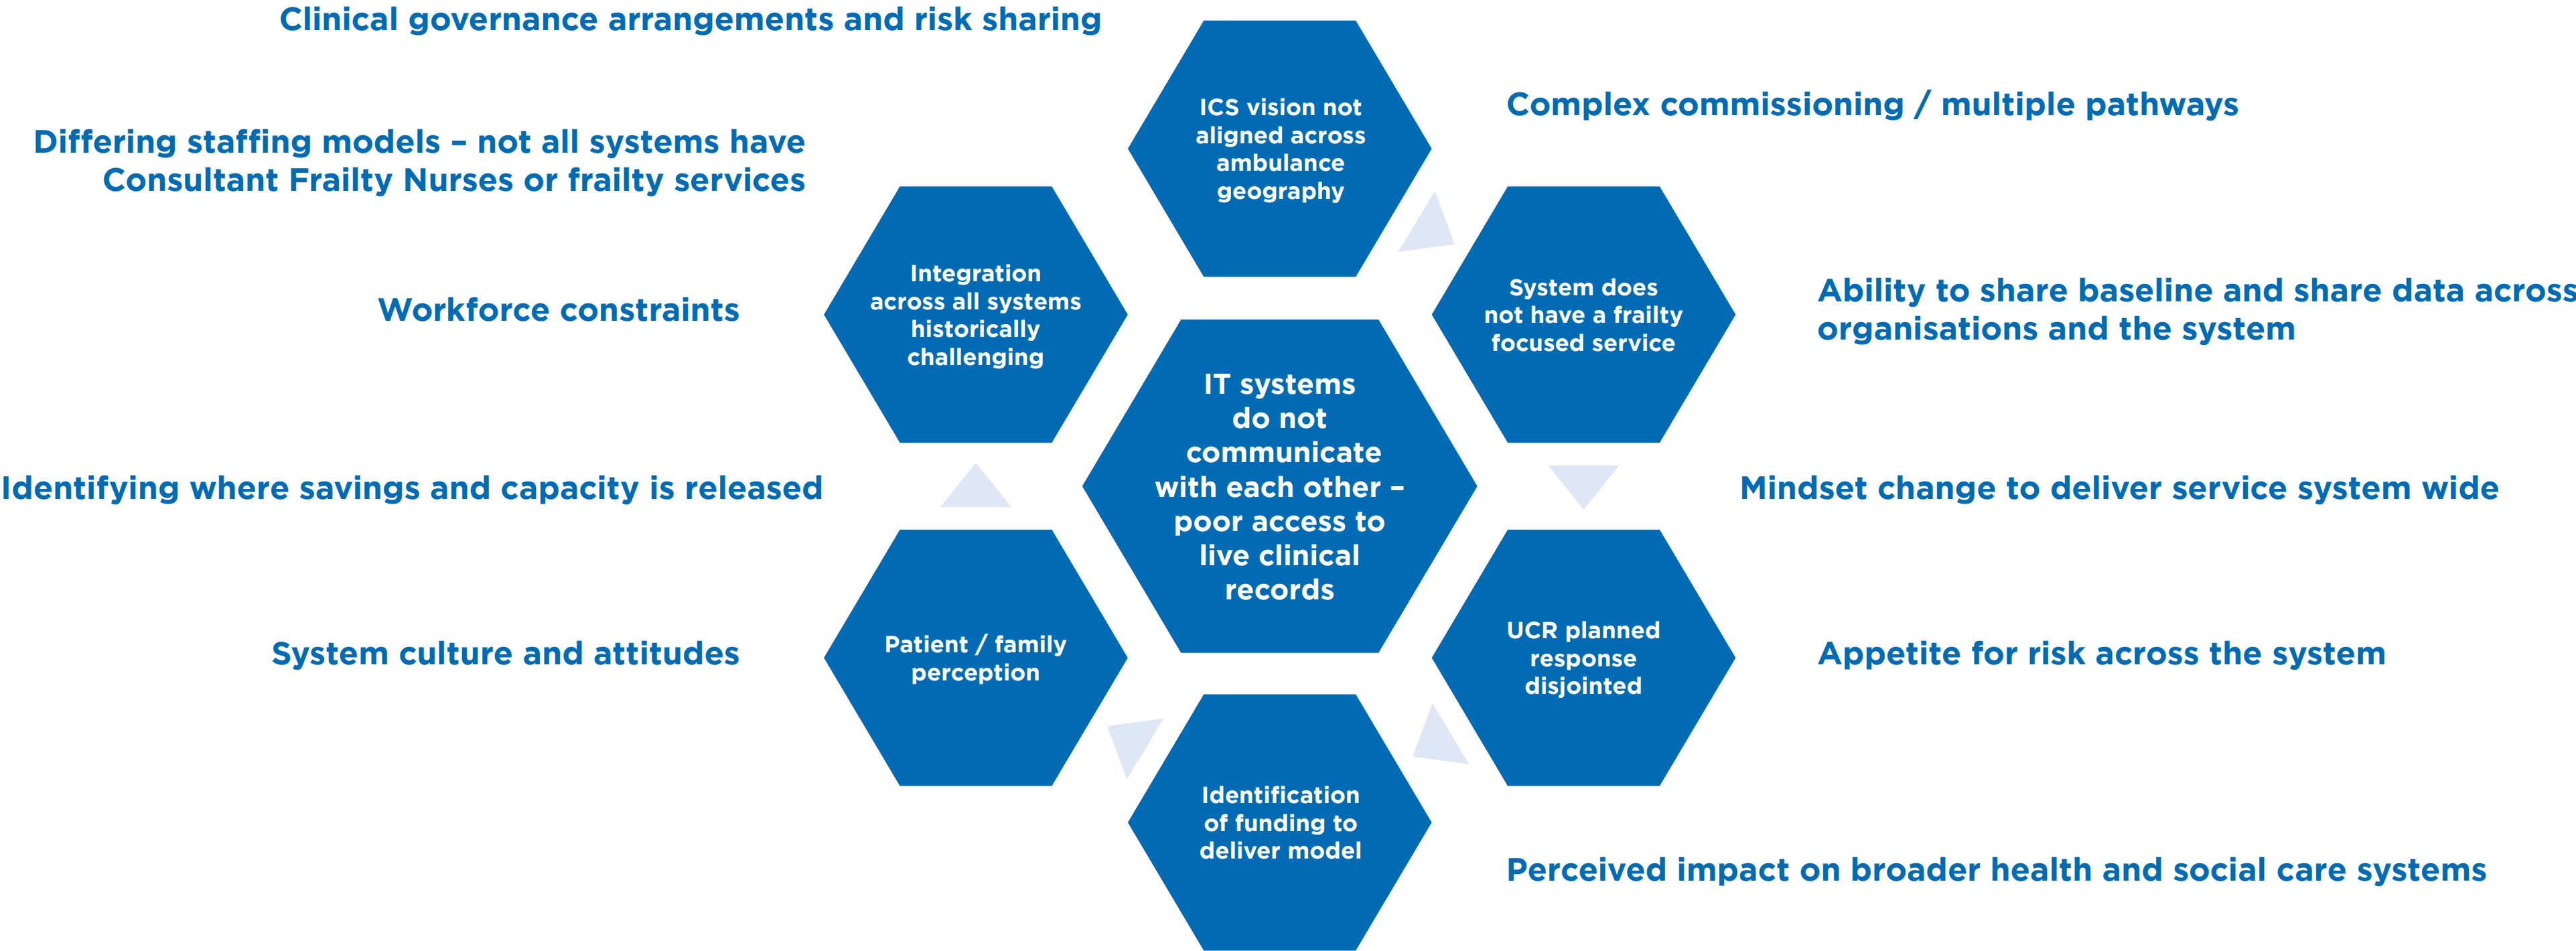 Clinical governance arrangements and risk sharing
Complex commissioning / multiple pathways
Differing staffing models – not all systems have
Consultant Frailty Nurses or frailty services
Workforce constraints
Ability to share baseline and share data across
organisations and the system
Identifying where savings and capacity is released
Mindset change to deliver service system wide
System culture and attitudes
Appetite for risk across the system
Perceived impact on broader health and social care systems
ICS vision not
aligned across
ambulance
geography
System does
not have a frailty
focused service
UCR planned
response
disjointed
Identification
of funding to
deliver model
Patient / family
perception
Integration
across all systems
historically
challenging
IT systems
do not
communicate
with each other –
poor access to
live clinical
records